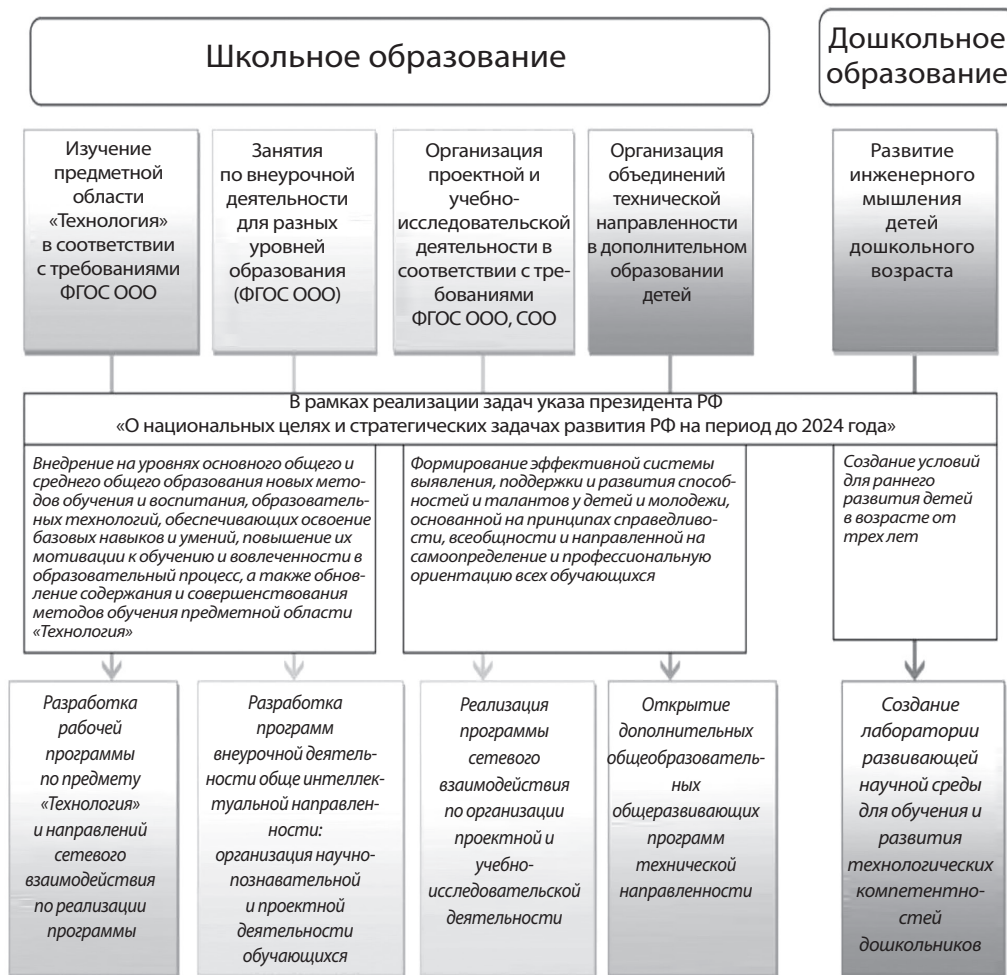 Школьное образование
Дошкольное
образование
Изучение
предметной
области
«Технология»
в соответствии
с требованиями
ФГОС ООО
Занятия
по внеурочной
деятельности
для разных
уровней
образования
(ФГОС ООО)
Организация
проектной и
учебно-
исследовательской
деятельности в
соответствии с тре-
бованиями
ФГОС ООО, СОО
Организация
объединений
технической
направленности
в дополнительном
образовании
детей
Развитие
инженерного
мышления
детей
дошкольного
возраста
В рамках реализации задач указа президента РФ
«О национальных целях и стратегических задачах развития РФ на период до 2024 года»
Внедрение на уровнях основного общего и
среднего общего образования новых мето-
дов обучения и воспитания, образователь-
ных технологий, обеспечивающих освоение
базовых навыков и умений, повышение их
мотивации к обучению и вовлеченности в
образовательный процесс, а также обнов-
ление содержания и совершенствования
методов обучения предметной области
«Технология»
Формирование эффективной системы
выявления, поддержки и развития способ-
ностей и талантов у детей и молодежи,
основанной на принципах справедливо-
сти, всеобщности и направленной на
самоопределение и профессиональную
ориентацию всех обучающихся
Создание условий
для раннего
развития детей
в возрасте от
трех лет
Разработка
рабочей
программы
по предмету
«Технология»
и направлений
сетевого
взаимодействия
по реализации
программы
Разработка
программ
внеурочной деятель-
ности обще интеллек-
туальной направлен-
ности:
организация научно-
познавательной
и проектной
деятельности
обучающихся
Реализация
программы
сетевого
взаимодействия
по организации
проектной и
учебно-
исследовательской
деятельности
Открытие
дополнительных
общеобразователь-
ных
общеразвивающих
программ
технической
направленности
Создание
лаборатории
развивающей
научной среды
для обучения и
развития
технологических
компетентно-
стей
дошкольников